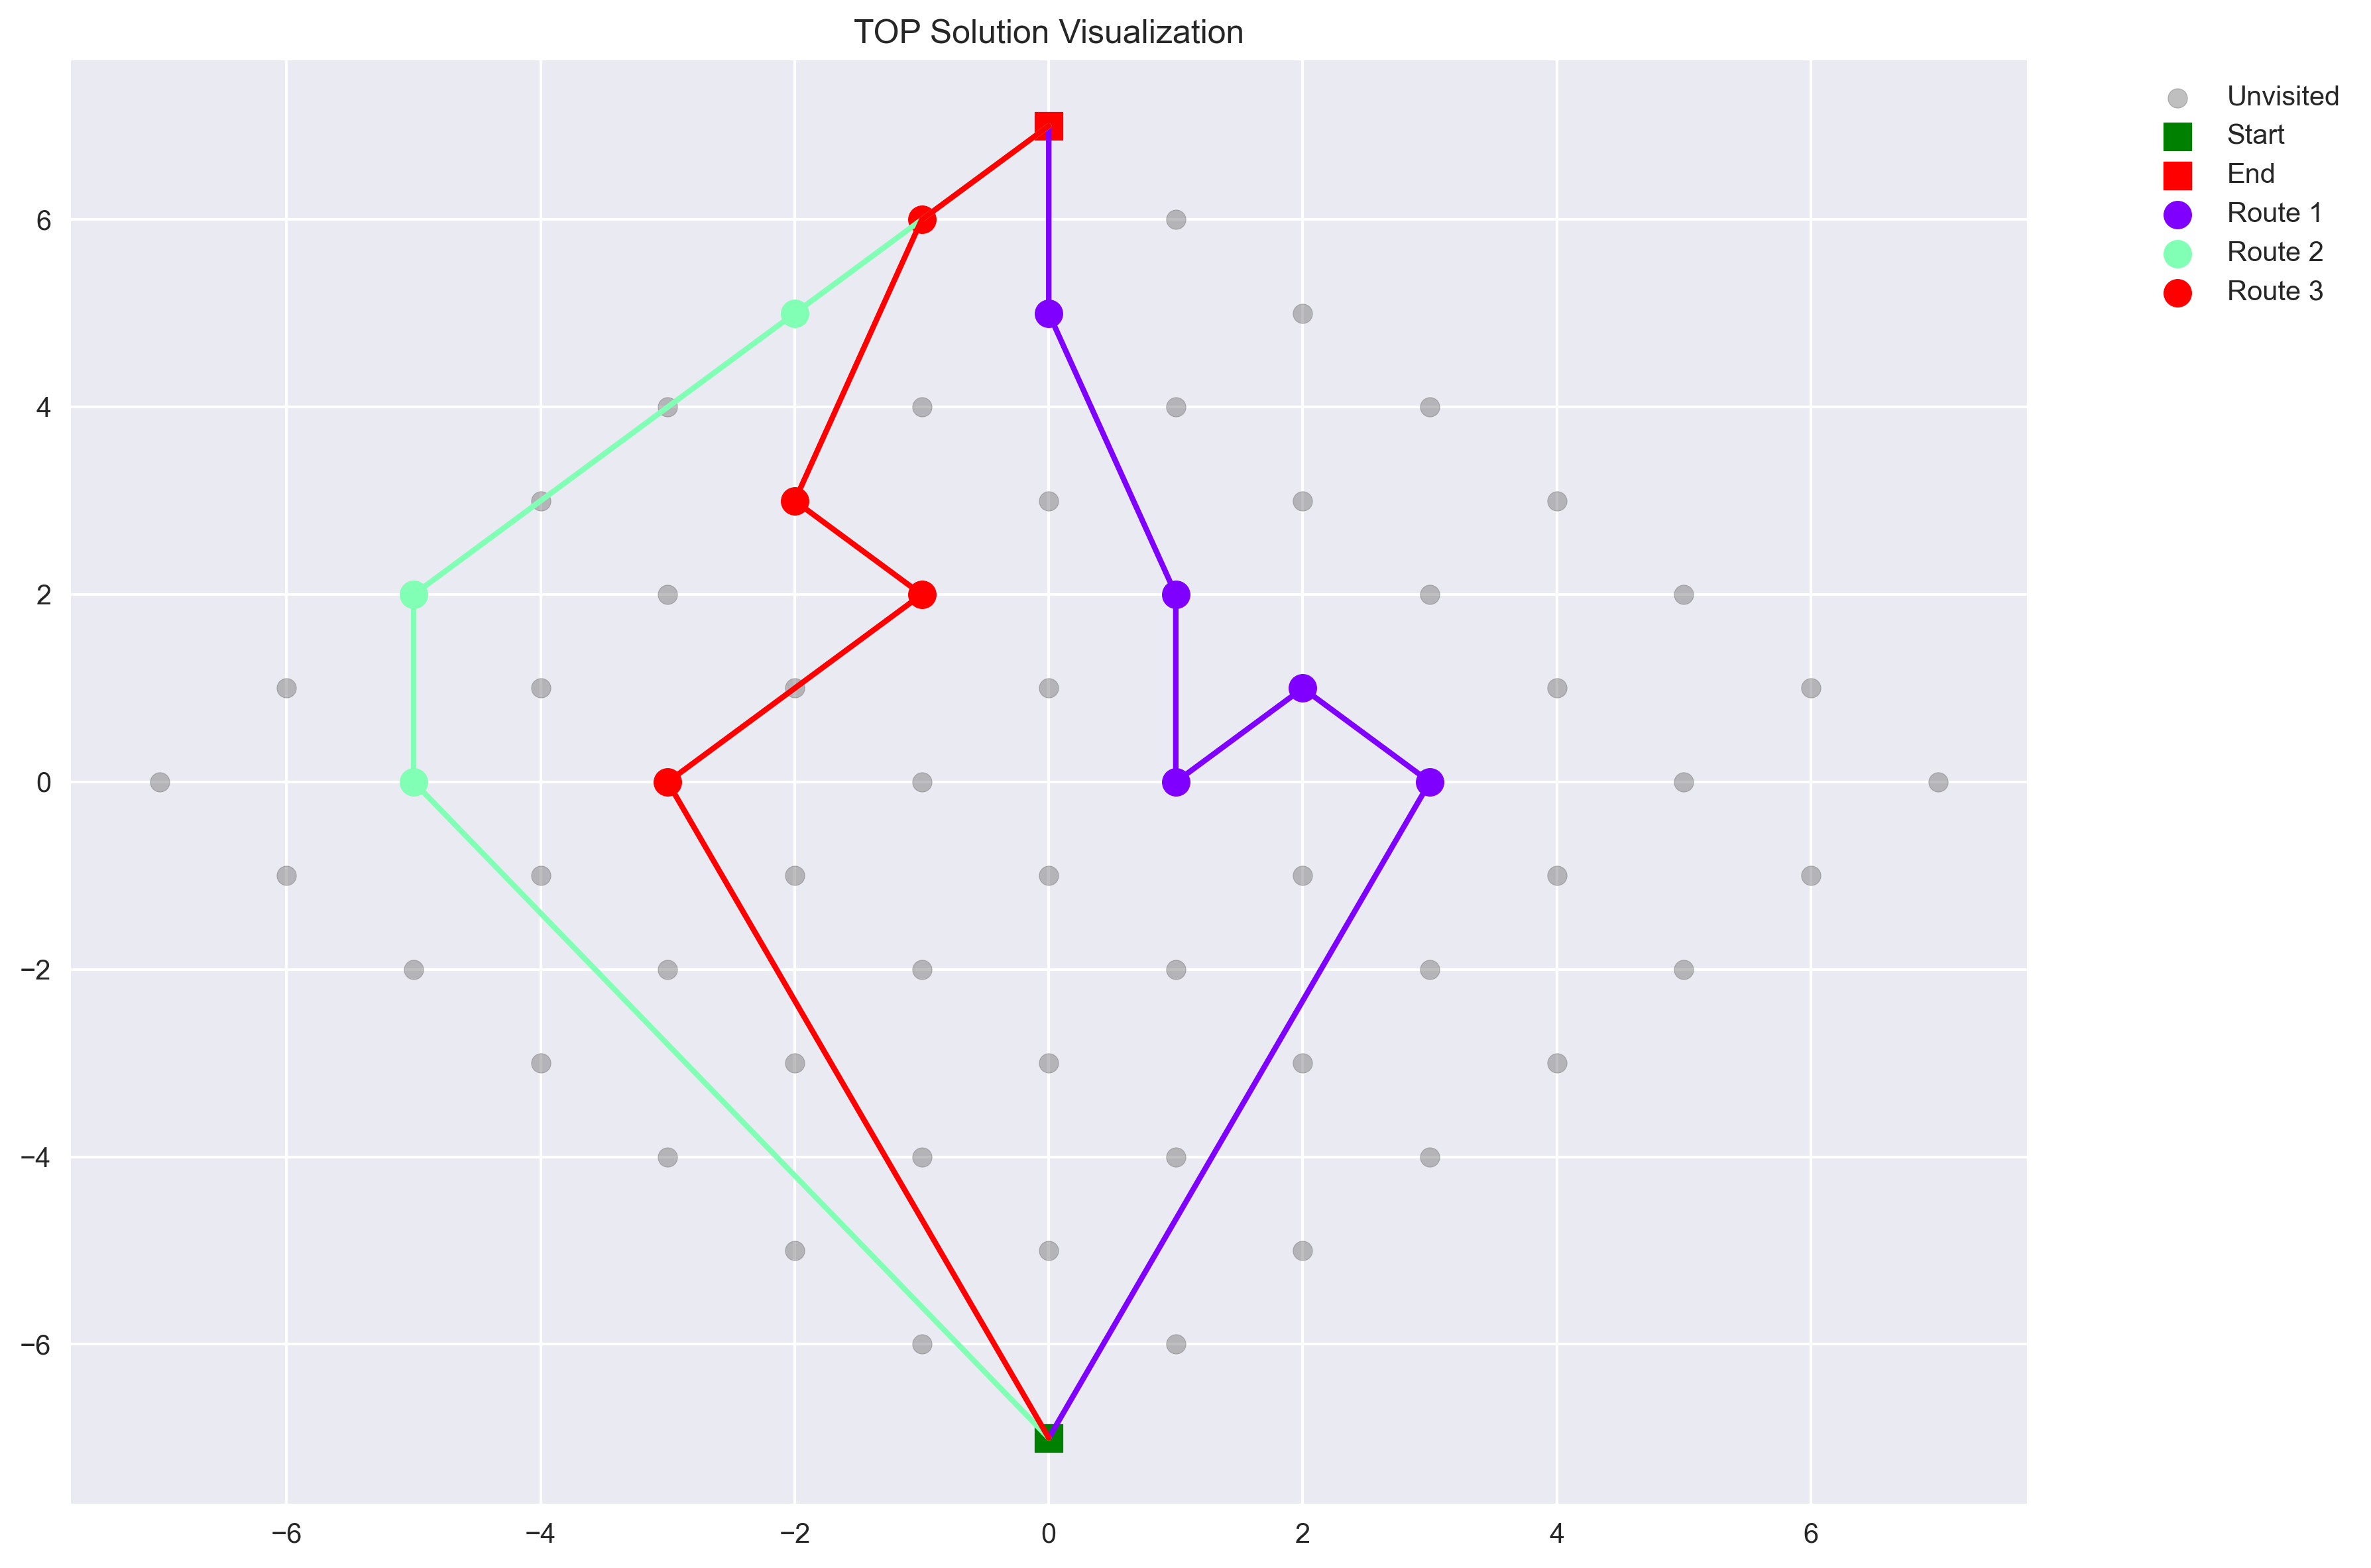 TOP Solution Visualization
Unvisited
Start
End
Route 1
Route 2
Route 3
6
4
2
0
−2
−4
−6
−6 −4 −2 0 2 4 6